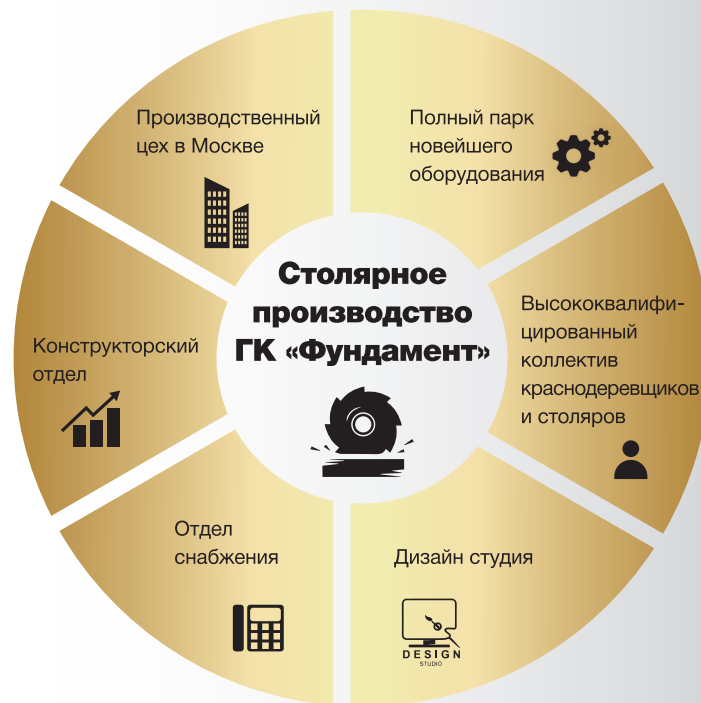 Производственный
цех в Москве
Полный парк
новейшего
оборудования
Столярное
производство
ГК «Фундамент»
Высококвалифи-
цированный
коллектив
краснодеревщиков
и столяров
Конструкторский
отдел
Отдел
снабжения
Дизайн студия
DESIGN
STUDIO